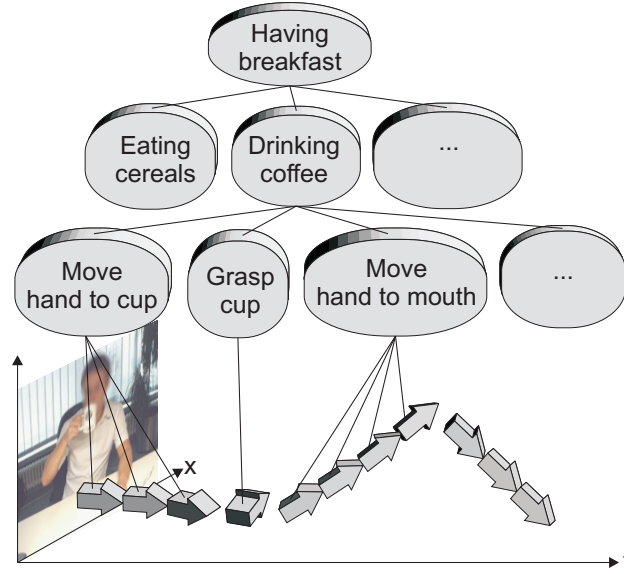 Having
breakfast
Eating
cereals
Drinking
coffee
...
Move
hand to cup
Grasp
cup
Move
hand to mouth
...
x